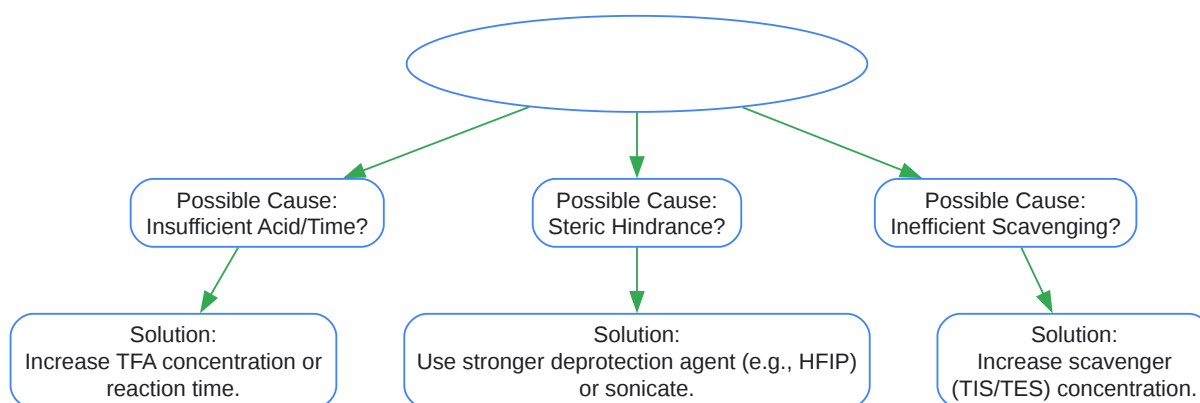 Possible Cause:
Insufficient Acid/Time?
Possible Cause:
Steric Hindrance?
Possible Cause:
Inefficient Scavenging?
Solution:
Increase TFA concentration or
reaction time.
Solution:
Use stronger deprotection agent (e.g., HFIP)
or sonicate.
Solution:
Increase scavenger
(TIS/TES) concentration.